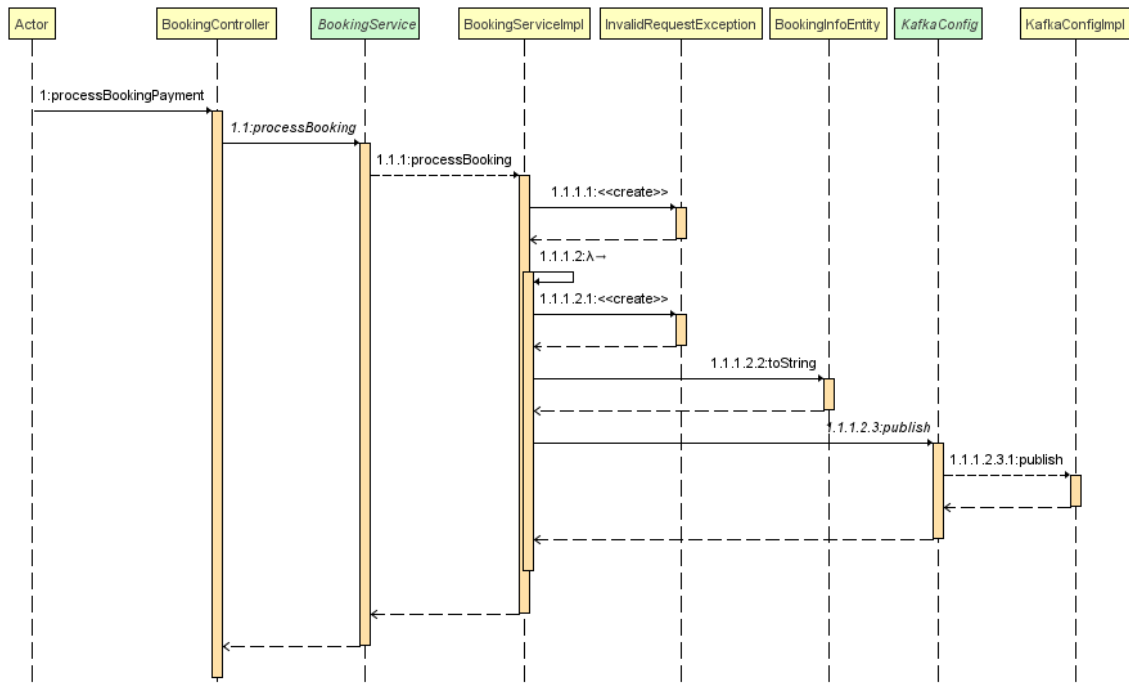 Actor
BookingController
BookingService
BookingServiceImpl
InvalidRequestException
BookingInfoEntity
KafkaConfig
KafkaConfigImpl
1:processBookingPayment
1.1:processBooking
1.1.1:processBooking
1.1.1.1:<<create>>
1.1.1.2:λ→
1.1.1.2.1:<<create>>
1.1.1.2.2:toString
1.1.1.2.3:publish
1.1.1.2.3.1:publish